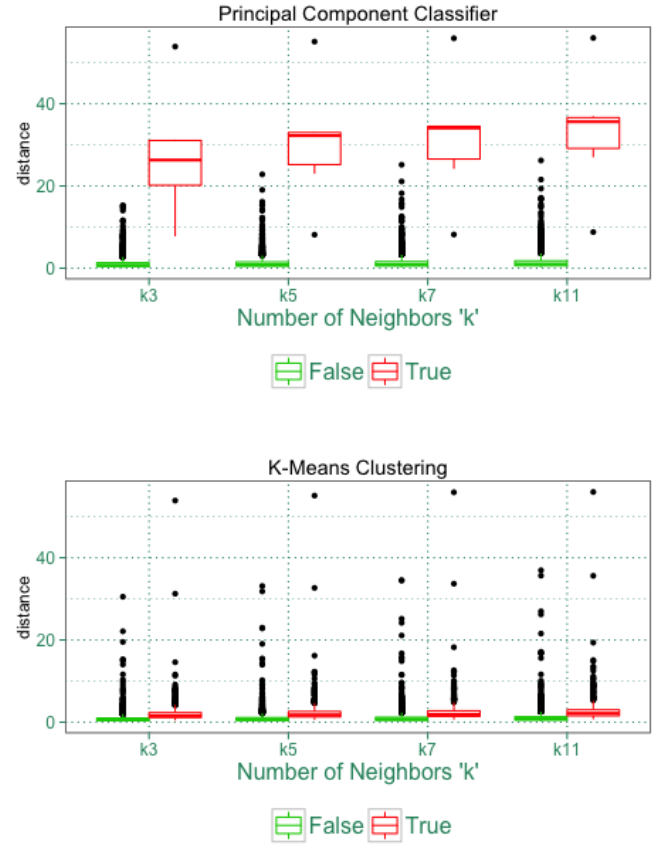 Principal Component Classifier
distance
40
20
0
k3 k5 k7 k11
Number of Neighbors 'k'
False True
K-Means Clustering
distance
40
20
0
k3 k5 k7 k11
Number of Neighbors 'k'
False True